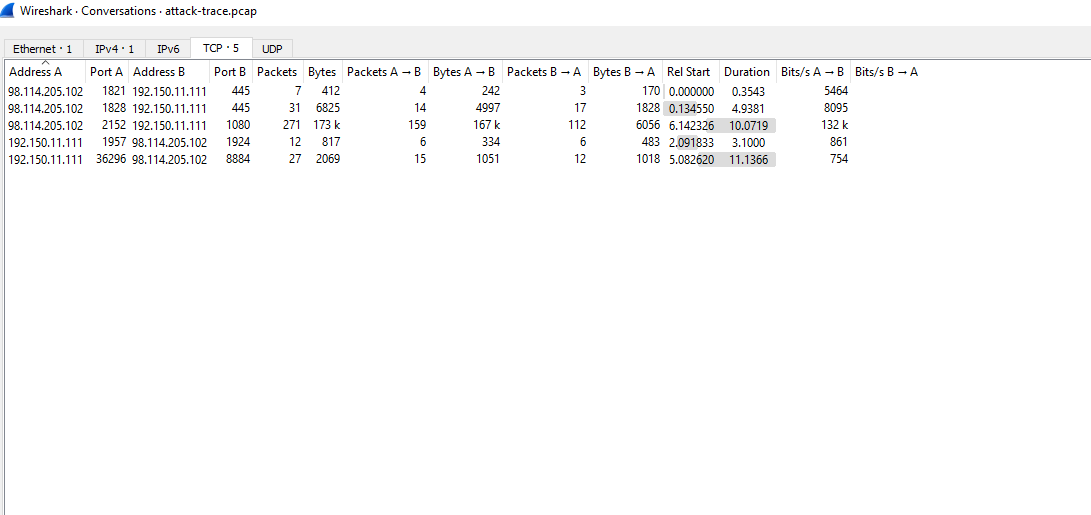 Wireshark · Conversations · attack-trace.pcap
Ethernet · 1 IPv4 · 1 IPv6 TCP · 5 UDP
Address A Port A Address B Port B Packets Bytes Packets A → B Bytes A → B Packets B → A Bytes B → A Rel Start Duration Bits/s A → B Bits/s B → A
98.114.205.102 1821 192.150.11.111 445 7 412 4 242 3 170 0.000000 0.3543 5464
98.114.205.102 1828 192.150.11.111 445 31 6825 14 4997 17 1828 0.134550 4.9381 8095
98.114.205.102 2152 192.150.11.111 1080 271 173 k 159 167 k 112 6056 6.142326 10.0719 132 k
192.150.11.111 1957 98.114.205.102 1924 12 817 6 334 6 483 2.091833 3.1000 861
192.150.11.111 36296 98.114.205.102 8884 27 2069 15 1051 12 1018 5.082620 11.1366 754